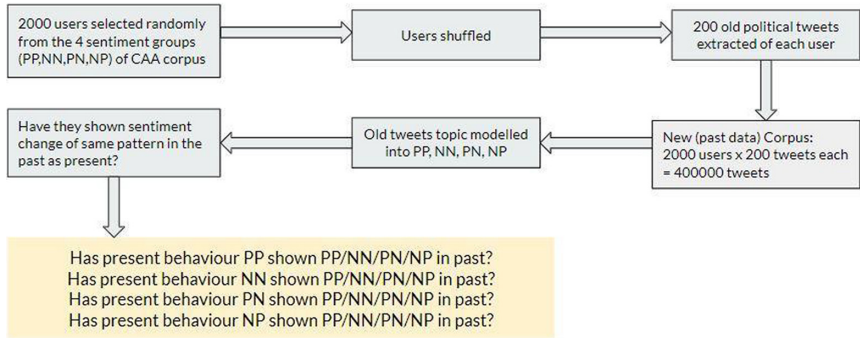 2000 users selected randomly
from the 4 sentiment groups
(PP,NN,PN,NP) of CAA corpus
Users shuffled
200 old political tweets
extracted of each user
New (past data) Corpus:
2000 users x 200 tweets each
= 400000 tweets
Old tweets topic modelled
into PP, NN, PN, NP
Have they shown sentiment
change of same pattern in the
past as present?
Has present behaviour PP shown PP/NN/PN/NP in past?
Has present behaviour NN shown PP/NN/PN/NP in past?
Has present behaviour PN shown PP/NN/PN/NP in past?
Has present behaviour NP shown PP/NN/PN/NP in past?